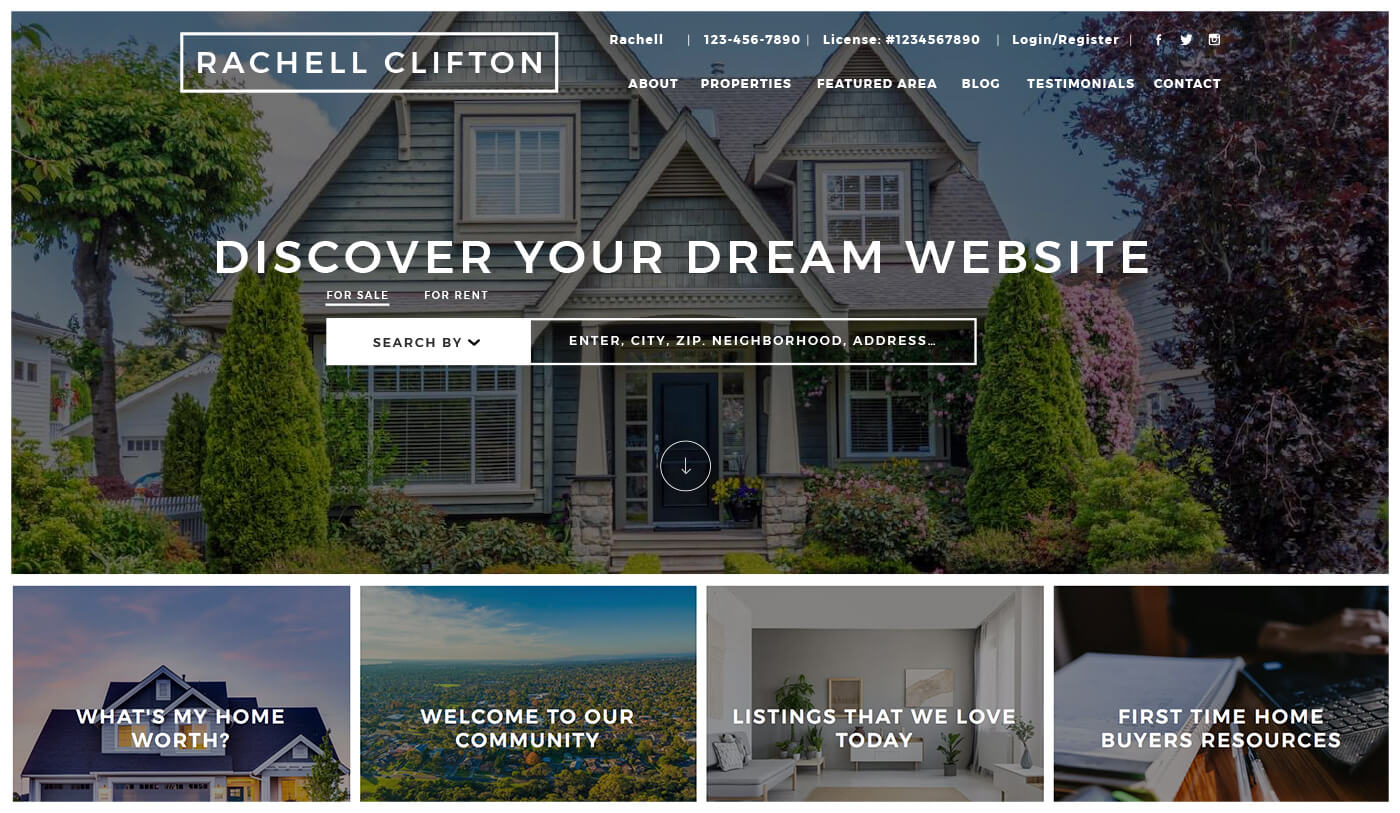 RACHELL CLIFTON
Rachell | 123-456-7890 | License: #1234567890 | Login/Register |
ABOUT PROPERTIES FEATURED AREA BLOG TESTIMONIALS CONTACT
DISCOVER YOUR DREAM WEBSITE
FOR SALE FOR RENT
SEARCH BY ENTER, CITY, ZIP. NEIGHBORHOOD, ADDRESS...
WHAT'S MY HOME
WORTH?
WELCOME TO OUR
COMMUNITY
LISTINGS THAT WE LOVE
TODAY
FIRST TIME HOME
BUYERS RESOURCES